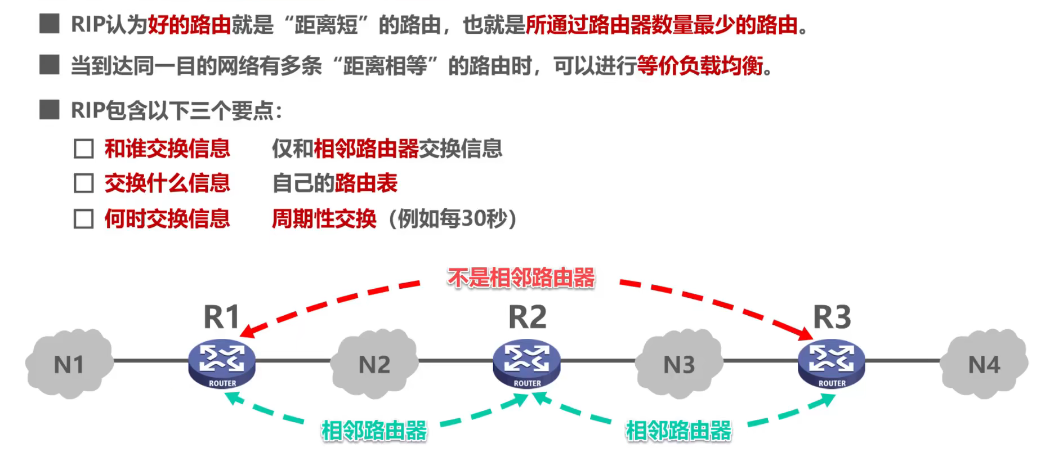 RIP认为好的路由就是“距离短”的路由，也就是所通过路由器数量最少的路由。
当到达同一目的网络有多条“距离相等”的路由时，可以进行等价负载均衡。
RIP包含以下三个要点：
和谁交换信息 仅和相邻路由器交换信息
交换什么信息 自己的路由表
何时交换信息 周期性交换（例如每30秒）
不是相邻路由器
R1 R2 R3
N1 N2 N3 N4
ROUTER ROUTER ROUTER
相邻路由器 相邻路由器